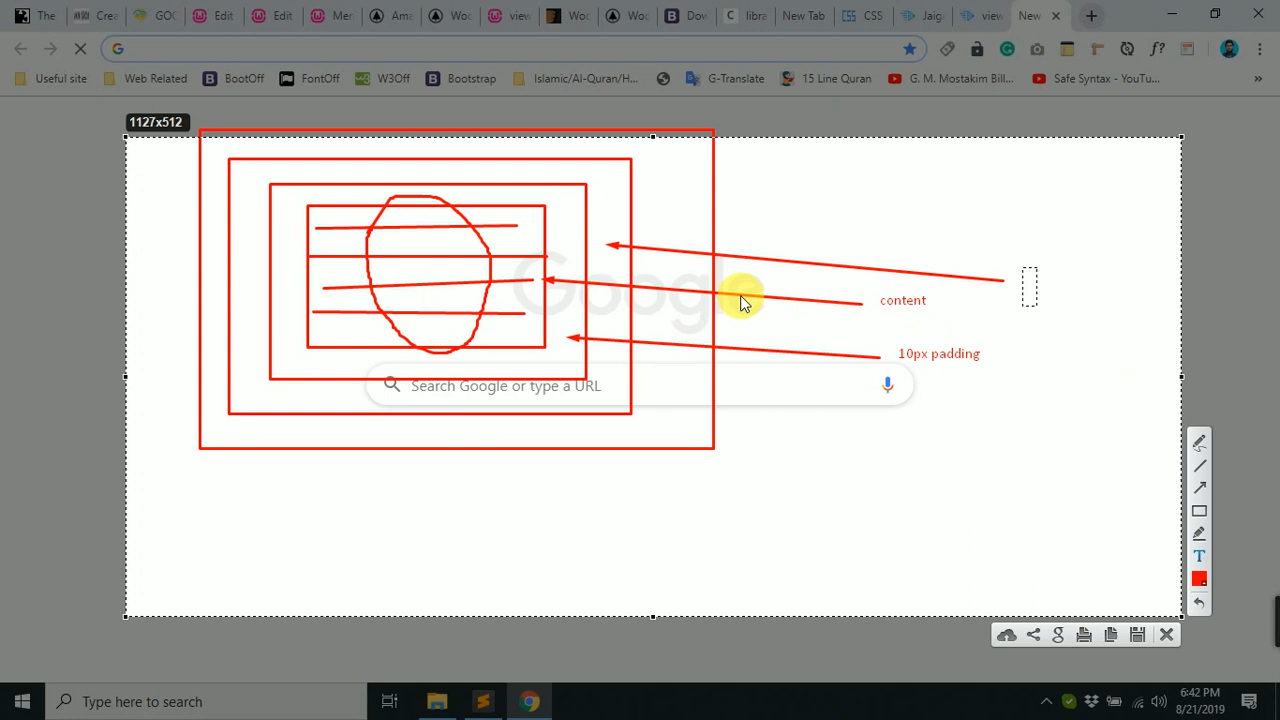 The
Crea
GOC
Edit
Edit
Mer
Ama
Woc
view
Woc
Woc
Dow
libra
New Tab
CSS
Jaig
view
New
Useful site
Web Related
BootOff
FontOff
W3Off
Bootstrap
Islamic/Al-Quran/H...
G-Translate
15 Line Quran
G. M. Mostakim Bill...
Safe Syntax - YouTu...
1127x512
Google
content
10px padding
Search Google or type a URL
Type here to search
6:42 PM
8/21/2019